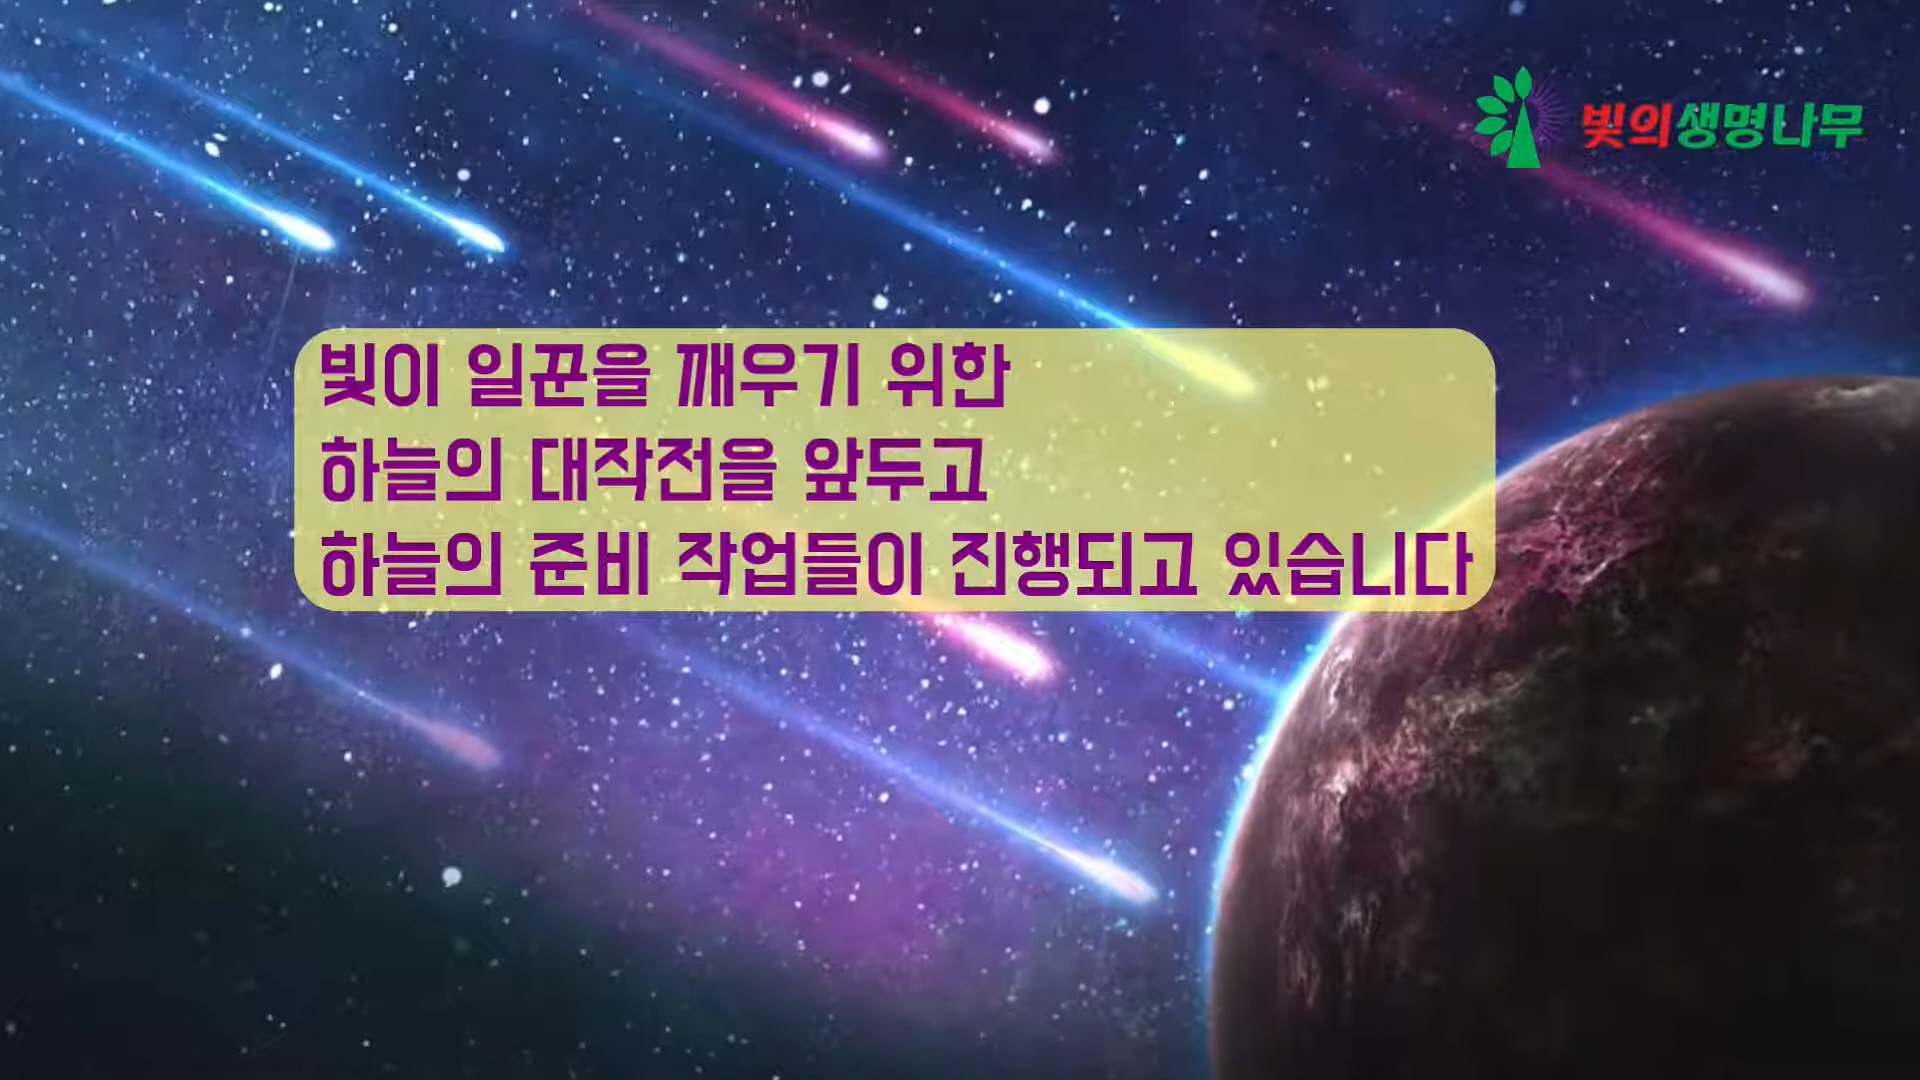 빛의생명나무
빛이 일꾼을 깨우기 위한
하늘의 대작전을 앞두고
하늘의 준비 작업들이 진행되고 있습니다